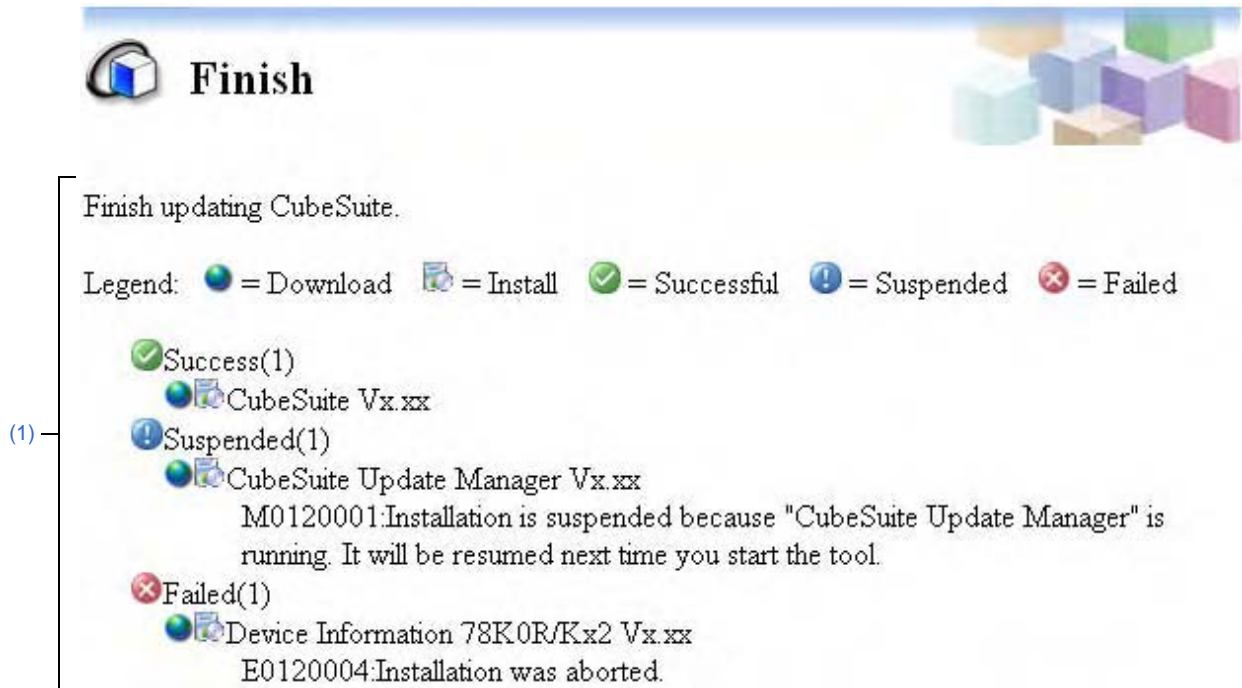 Finish
Finish updating CubeSuite.
Legend: = Download = Install = Successful = Suspended = Failed
Success(1)
CubeSuite Vx.xx
(1)
Suspended(1)
CubeSuite Update Manager Vx.xx
M0120001:Installation is suspended because "CubeSuite Update Manager" is
running. It will be resumed next time you start the tool.
Failed(1)
Device Information 78K0R/Kx2 Vx.xx
E0120004:Installation was aborted.